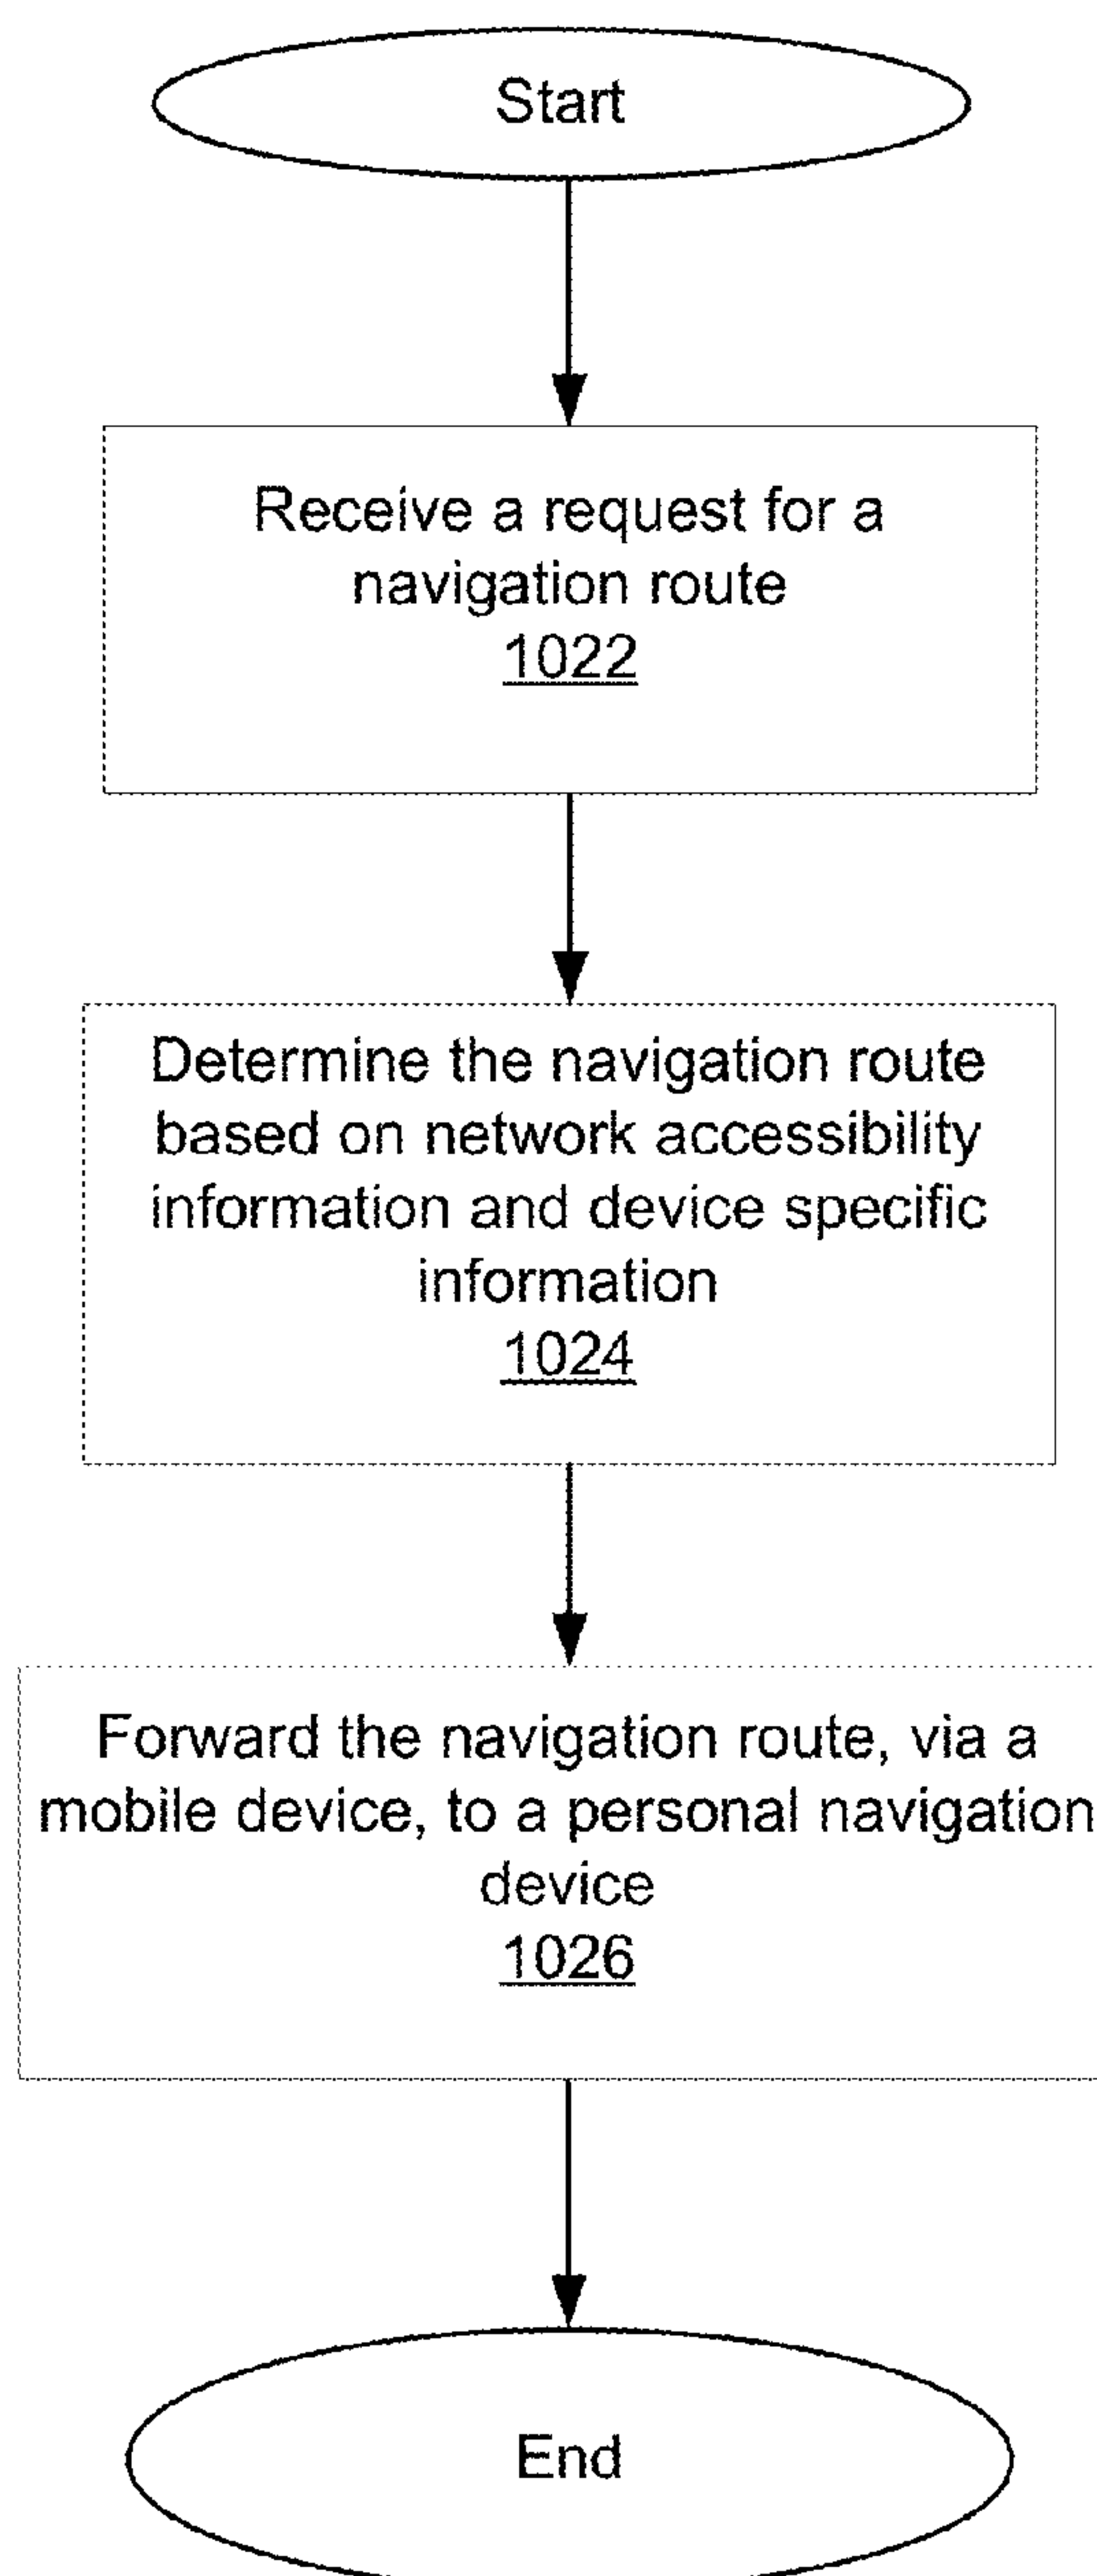 Start
Receive a request for a
navigation route
1022
Determine the navigation route
based on network accessibility
information and device specific
information
1024
Forward the navigation route, via a
mobile device, to a personal navigation
device
1026
End